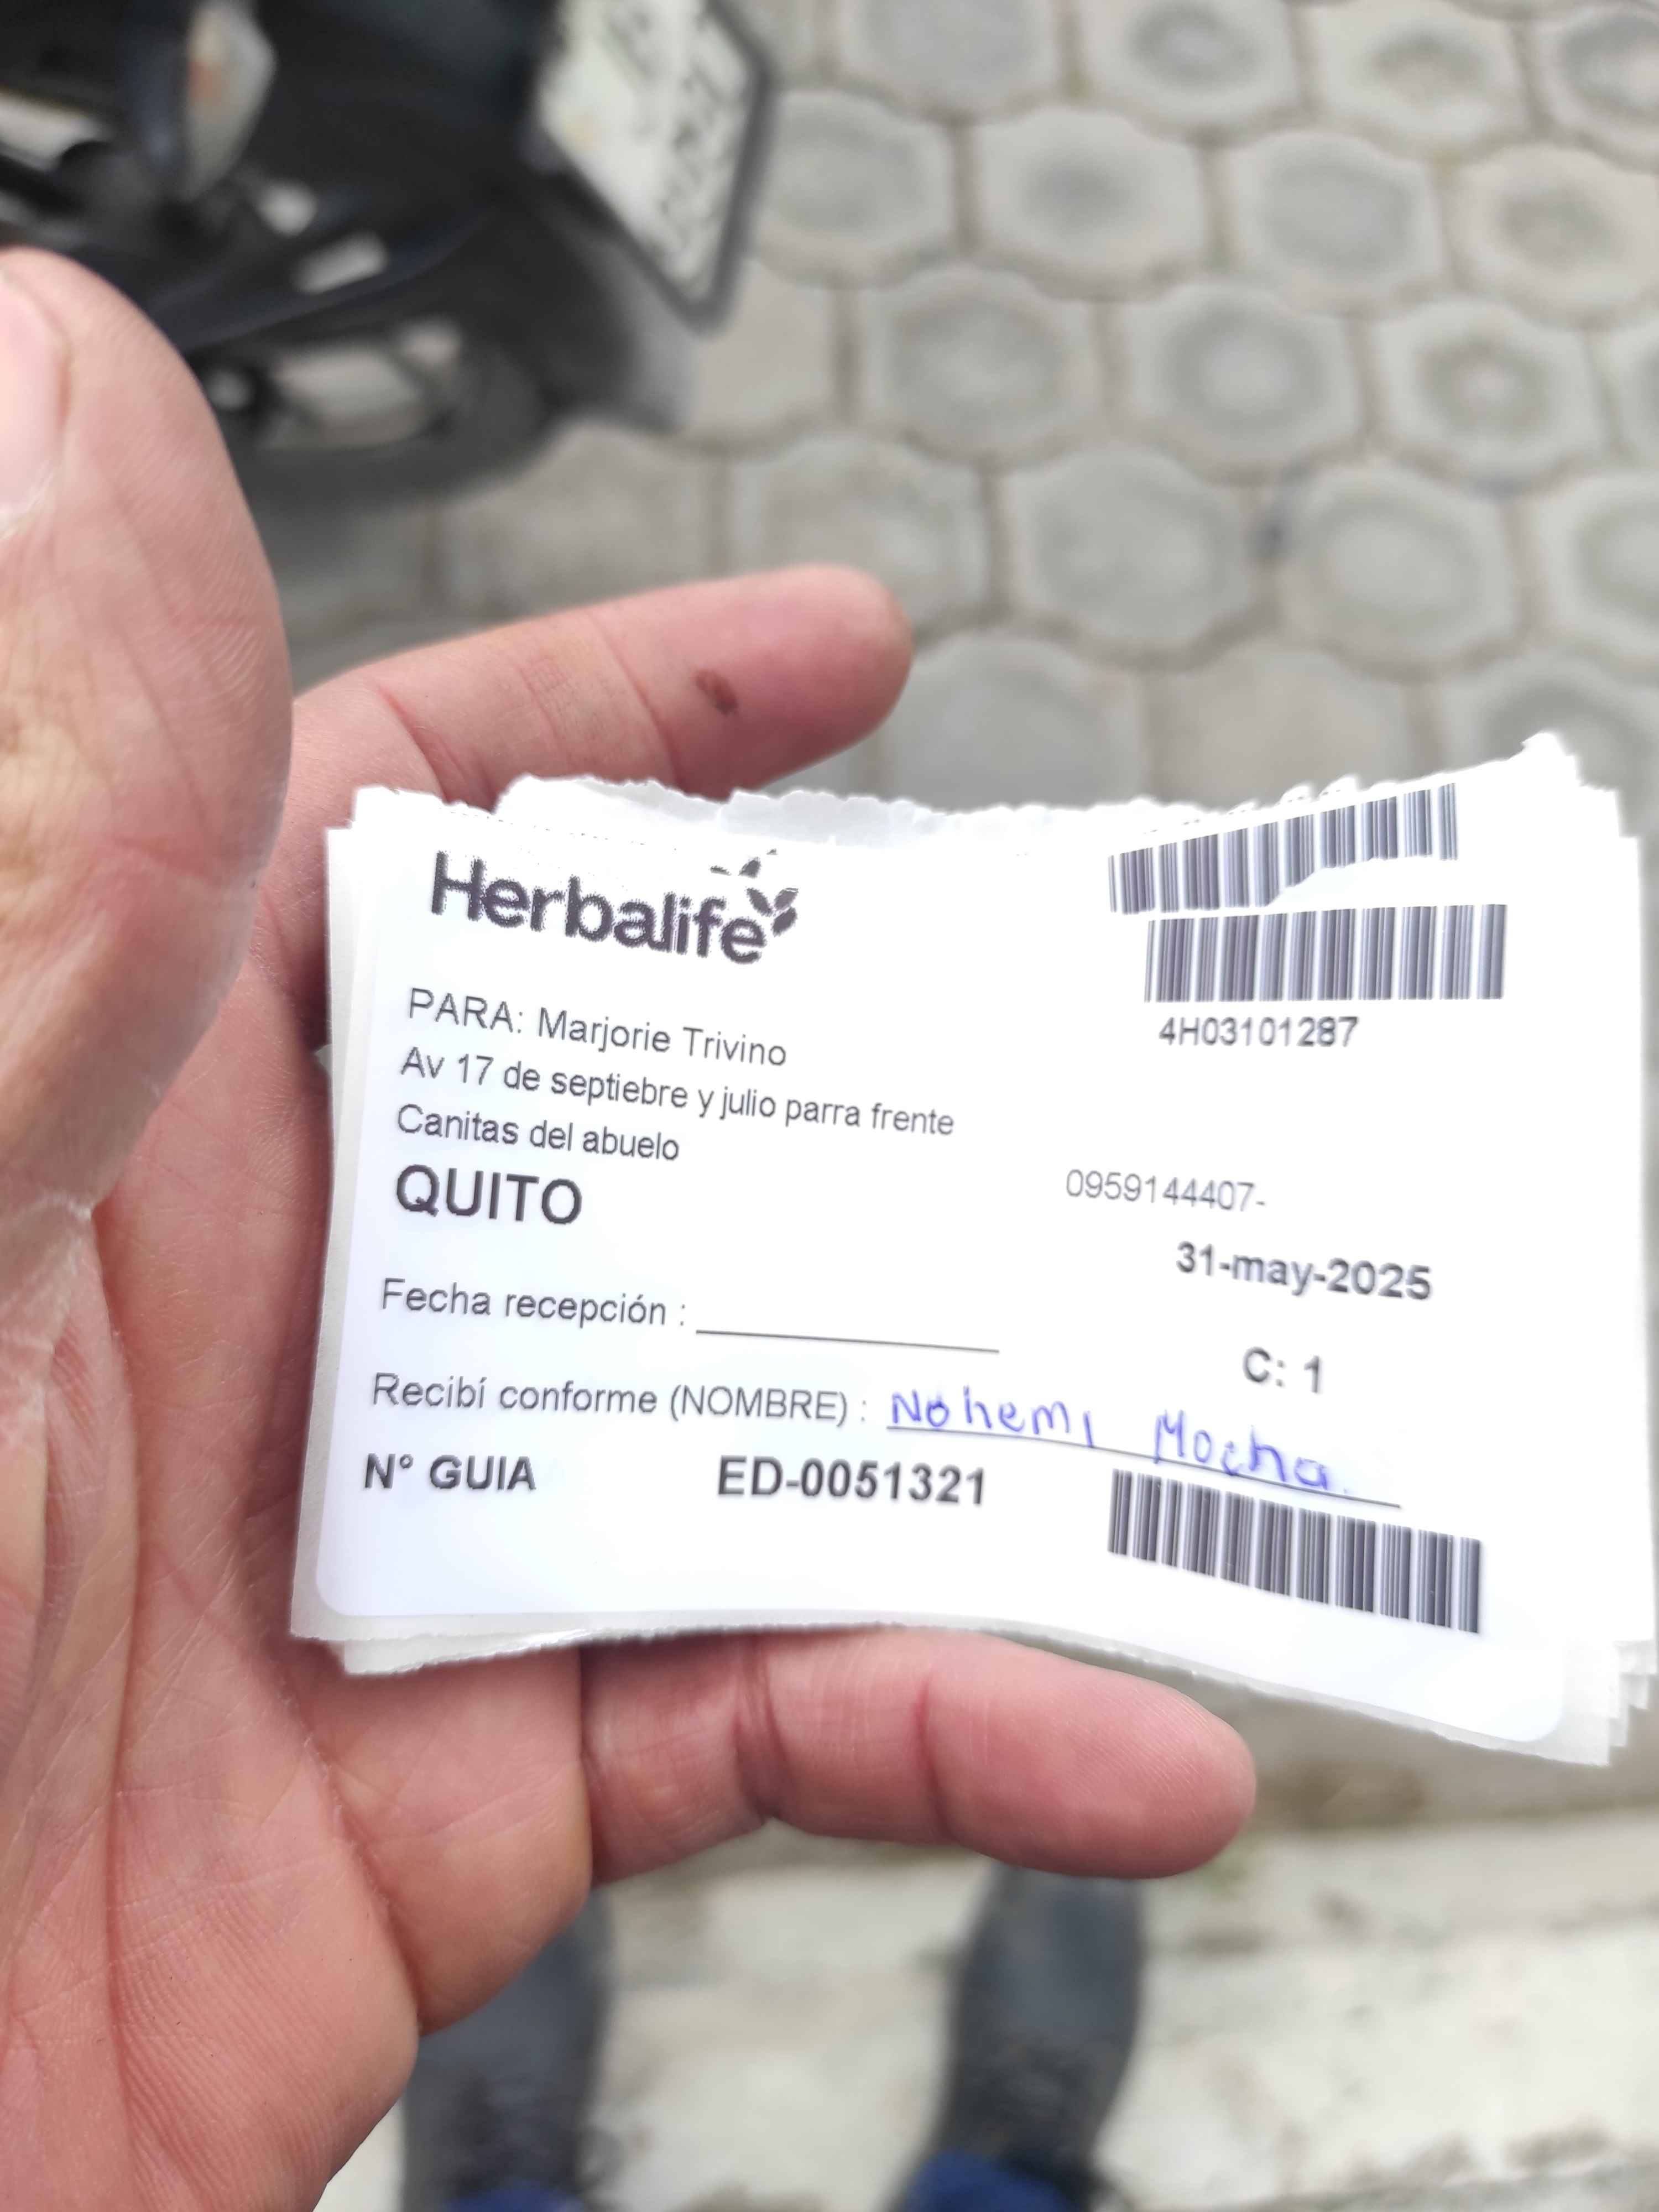 Herbalife
4H03101287
PARA: Marjorie Trivino
Av 17 de septiebre y julio parra frente
Canitas del abuelo
QUITO
0959144407-
31-may-2025
Fecha recepción :
C: 1
Recibí conforme (NOMBRE) : Nohemi Mocha.
N° GUIA ED-0051321